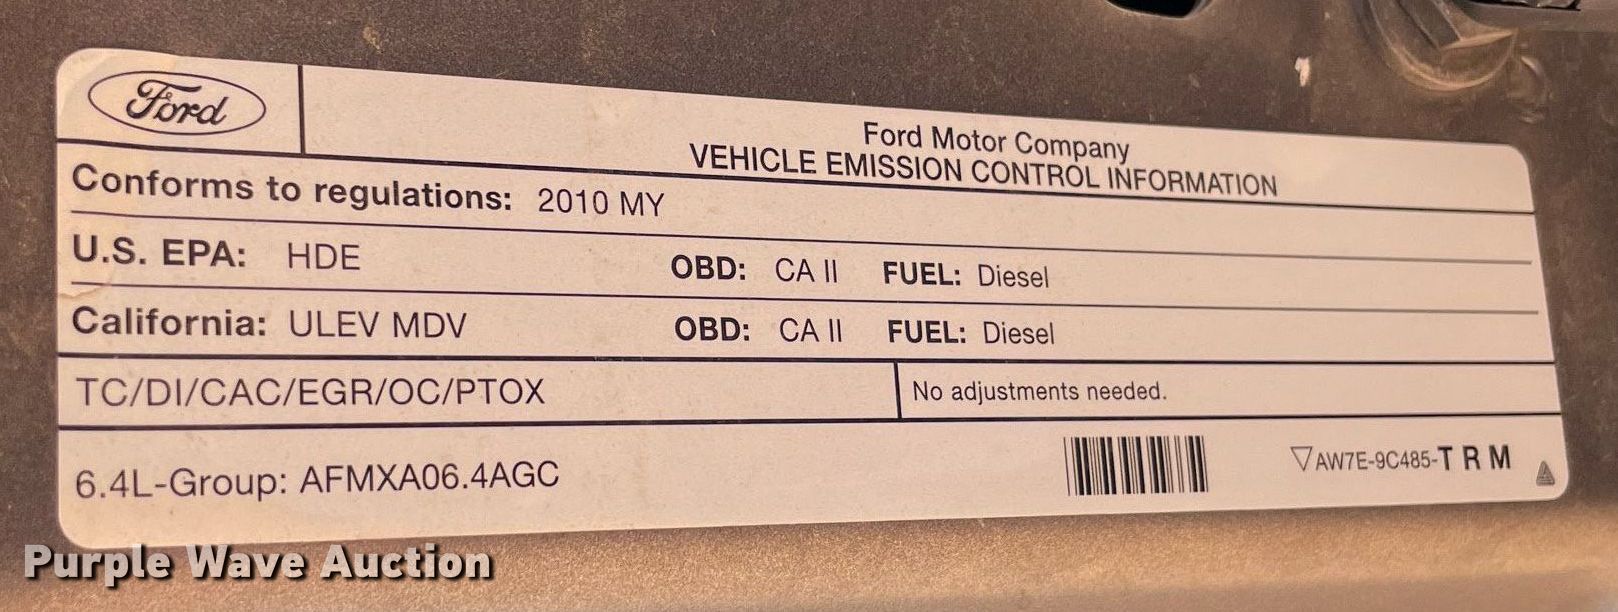 Ford
Ford Motor Company
VEHICLE EMISSION CONTROL INFORMATION
Conforms to regulations: 2010 MY
U.S. EPA: HDE OBD: CA II FUEL: Diesel
California: ULEV MDV OBD: CA II FUEL: Diesel
TC/DI/CAC/EGR/OC/PTOX No adjustments needed.
6.4L-Group: AFMXA06.4AGC ▽AW7E-9C485-T R M
Purple Wave Auction